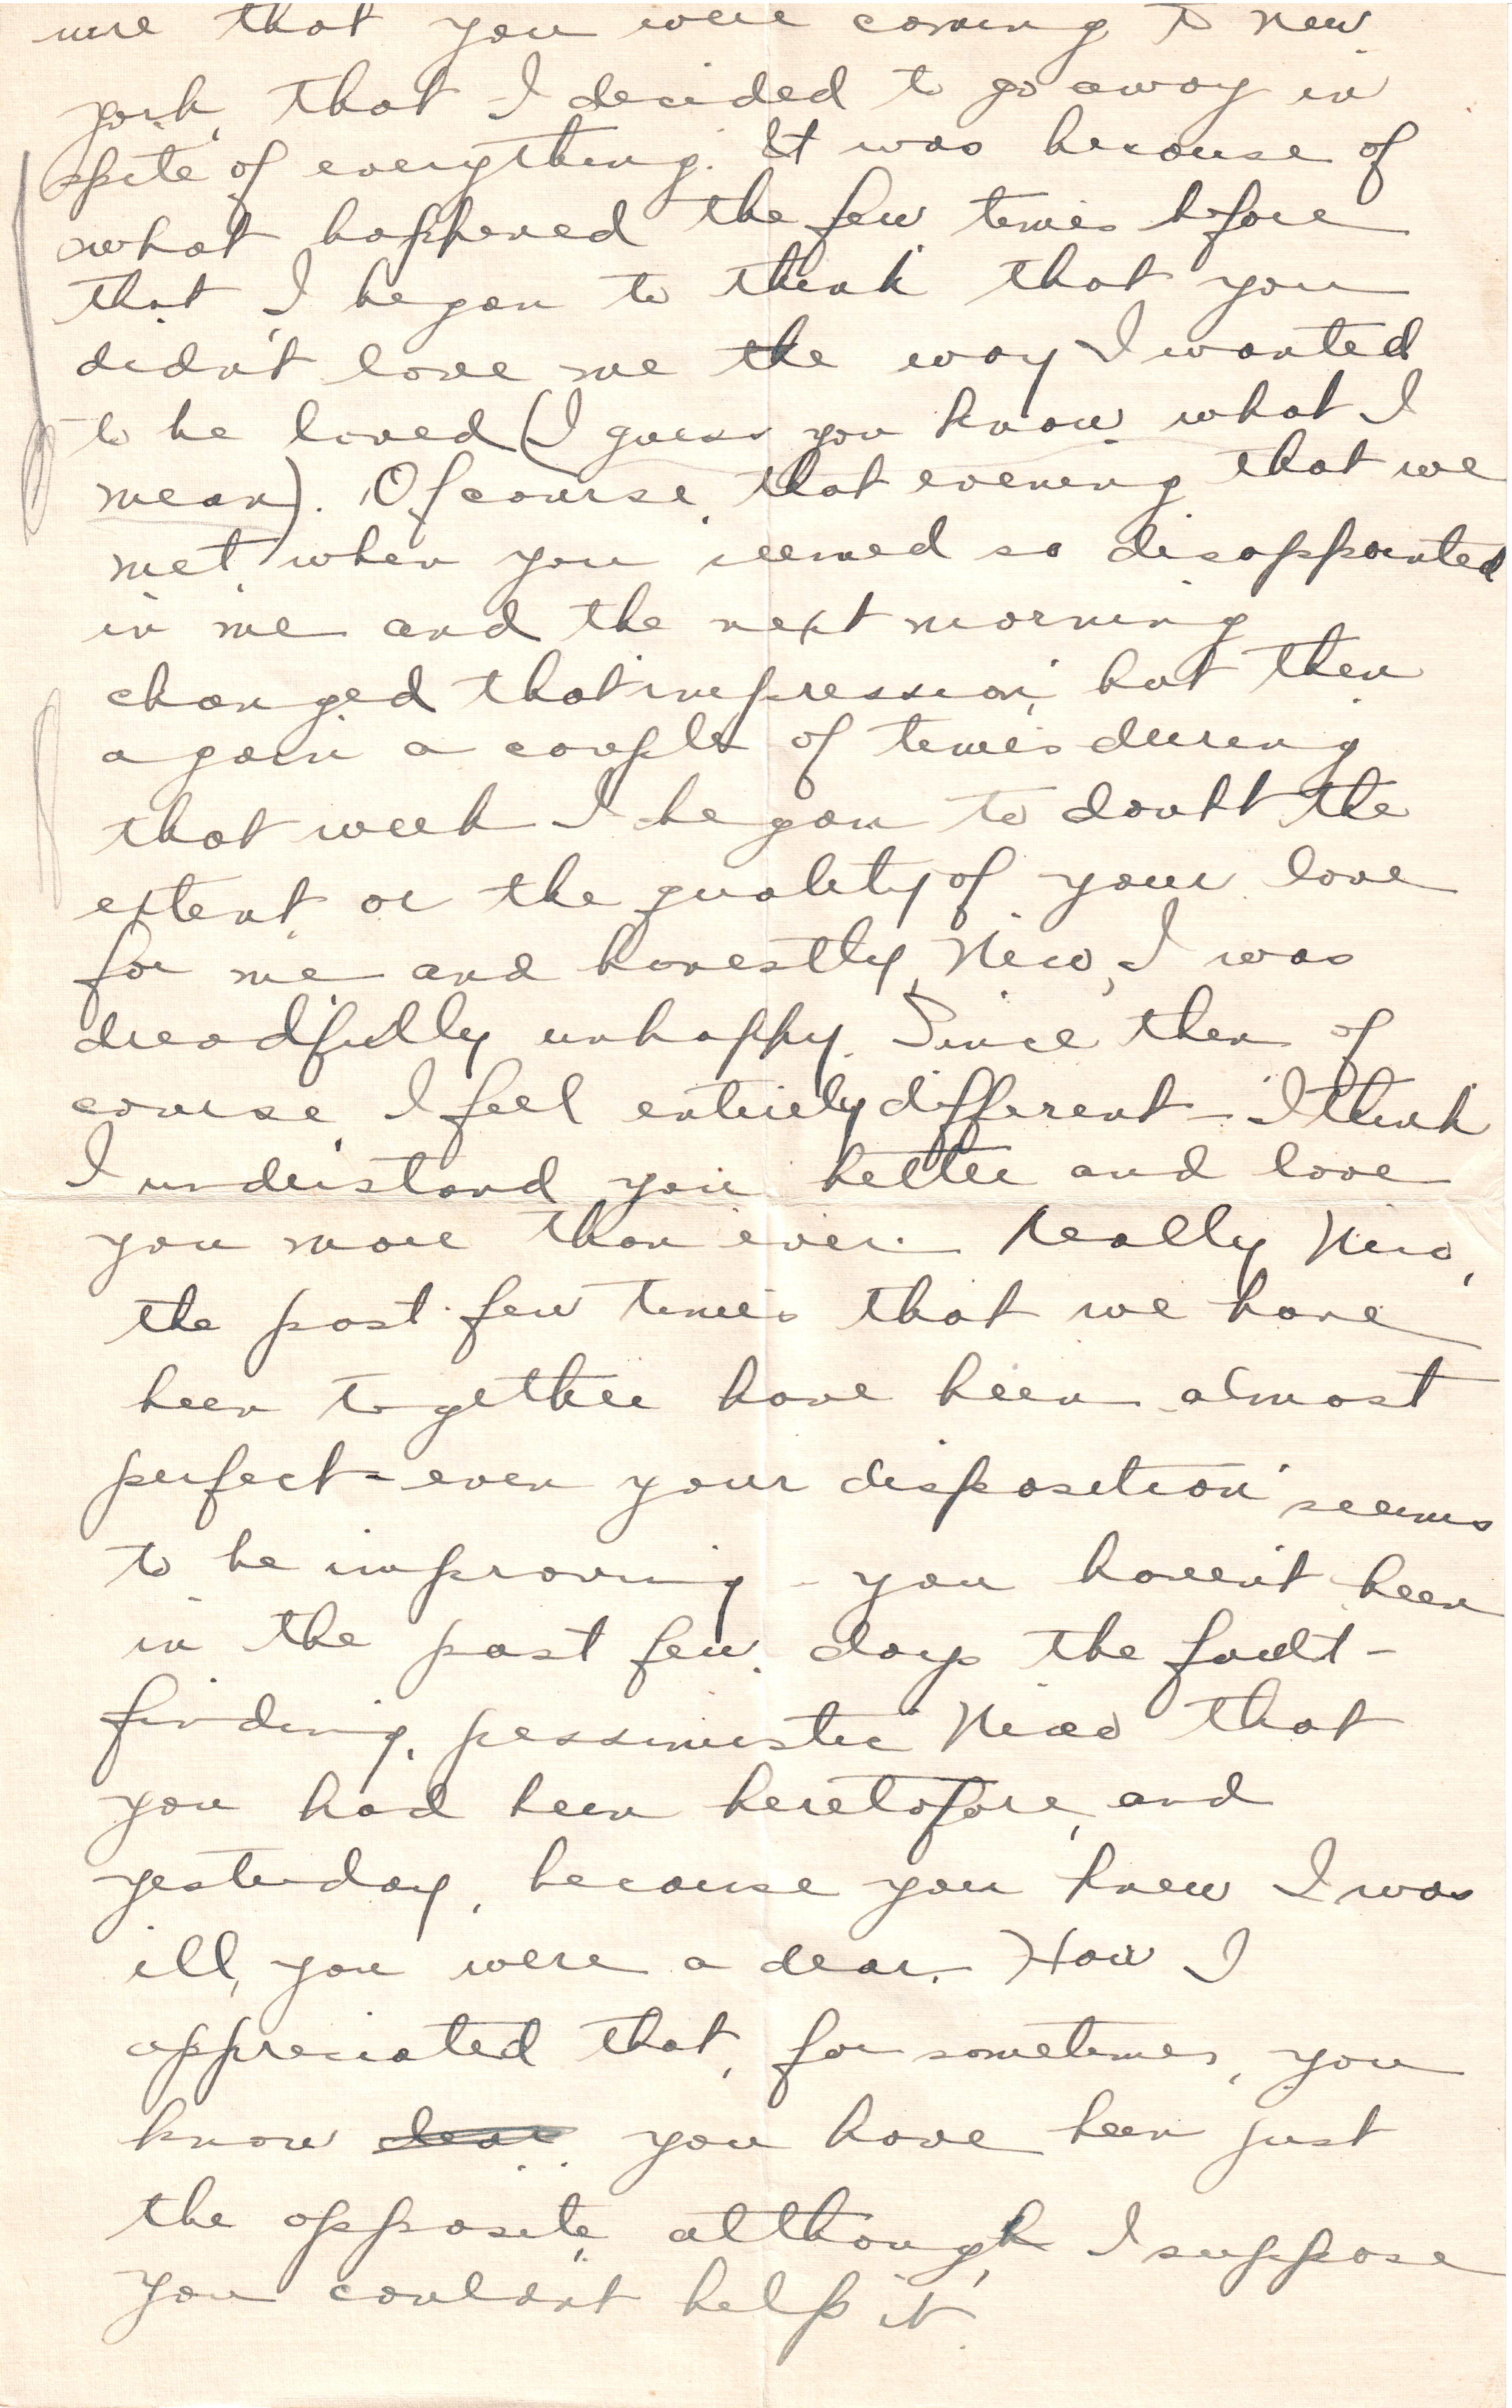 me that you were coming to New
York, that I decided to go away in
spite of everything. It was because of
what happened the few times before
that, I began to think that you
didn't love me the way I wanted
to be loved (I guess you know what I
mean). Of course, that evening that we
met, when you seemed so disappointed
in me and the next morning
changed that impression, but then
again a couple of times during
that week I began to doubt the
extent or the quality of your love
for me and honestly, Nino, I was
dreadfully unhappy. Since then of
course, I feel entirely different - I think
I understand you better and love
you more than ever. Really Nino,
the past few times that we have
been together have been almost
perfect - even your disposition seems
to be improving - you haven't been
in the past few days the fault-
finding, pessimistic Nino that
you had been heretofore, and
yesterday, because you knew I was
ill, you were a dear. How I
appreciated that, for sometimes, you
know dear you have been just
the opposite, although, I suppose
you couldn't help it.